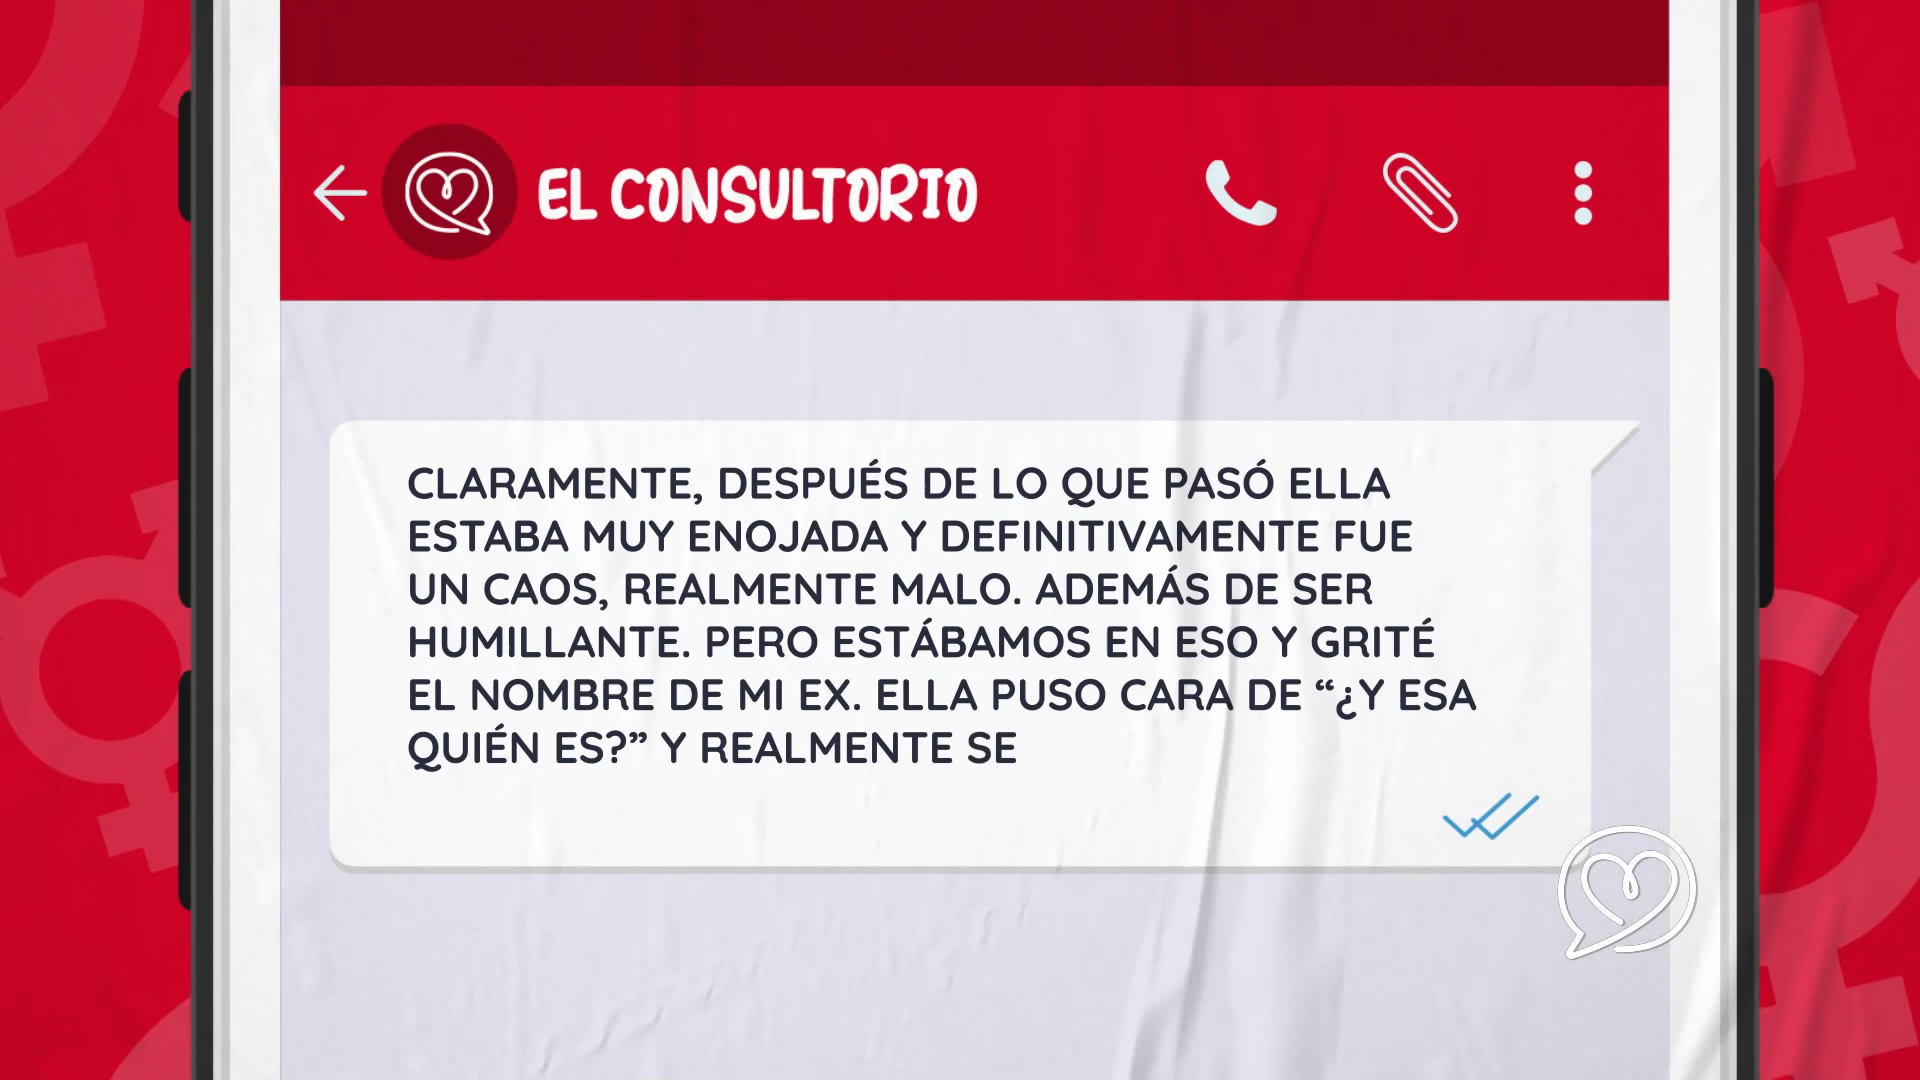 EL CONSULTORIO
CLARAMENTE, DESPUÉS DE LO QUE PASÓ ELLA
ESTABA MUY ENOJADA Y DEFINITIVAMENTE FUE
UN CAOS, REALMENTE MALO. ADEMÁS DE SER
HUMILLANTE. PERO ESTÁBAMOS EN ESO Y GRITÉ
EL NOMBRE DE MI EX. ELLA PUSO CARA DE “¿Y ESA
QUIÉN ES?” Y REALMENTE SE